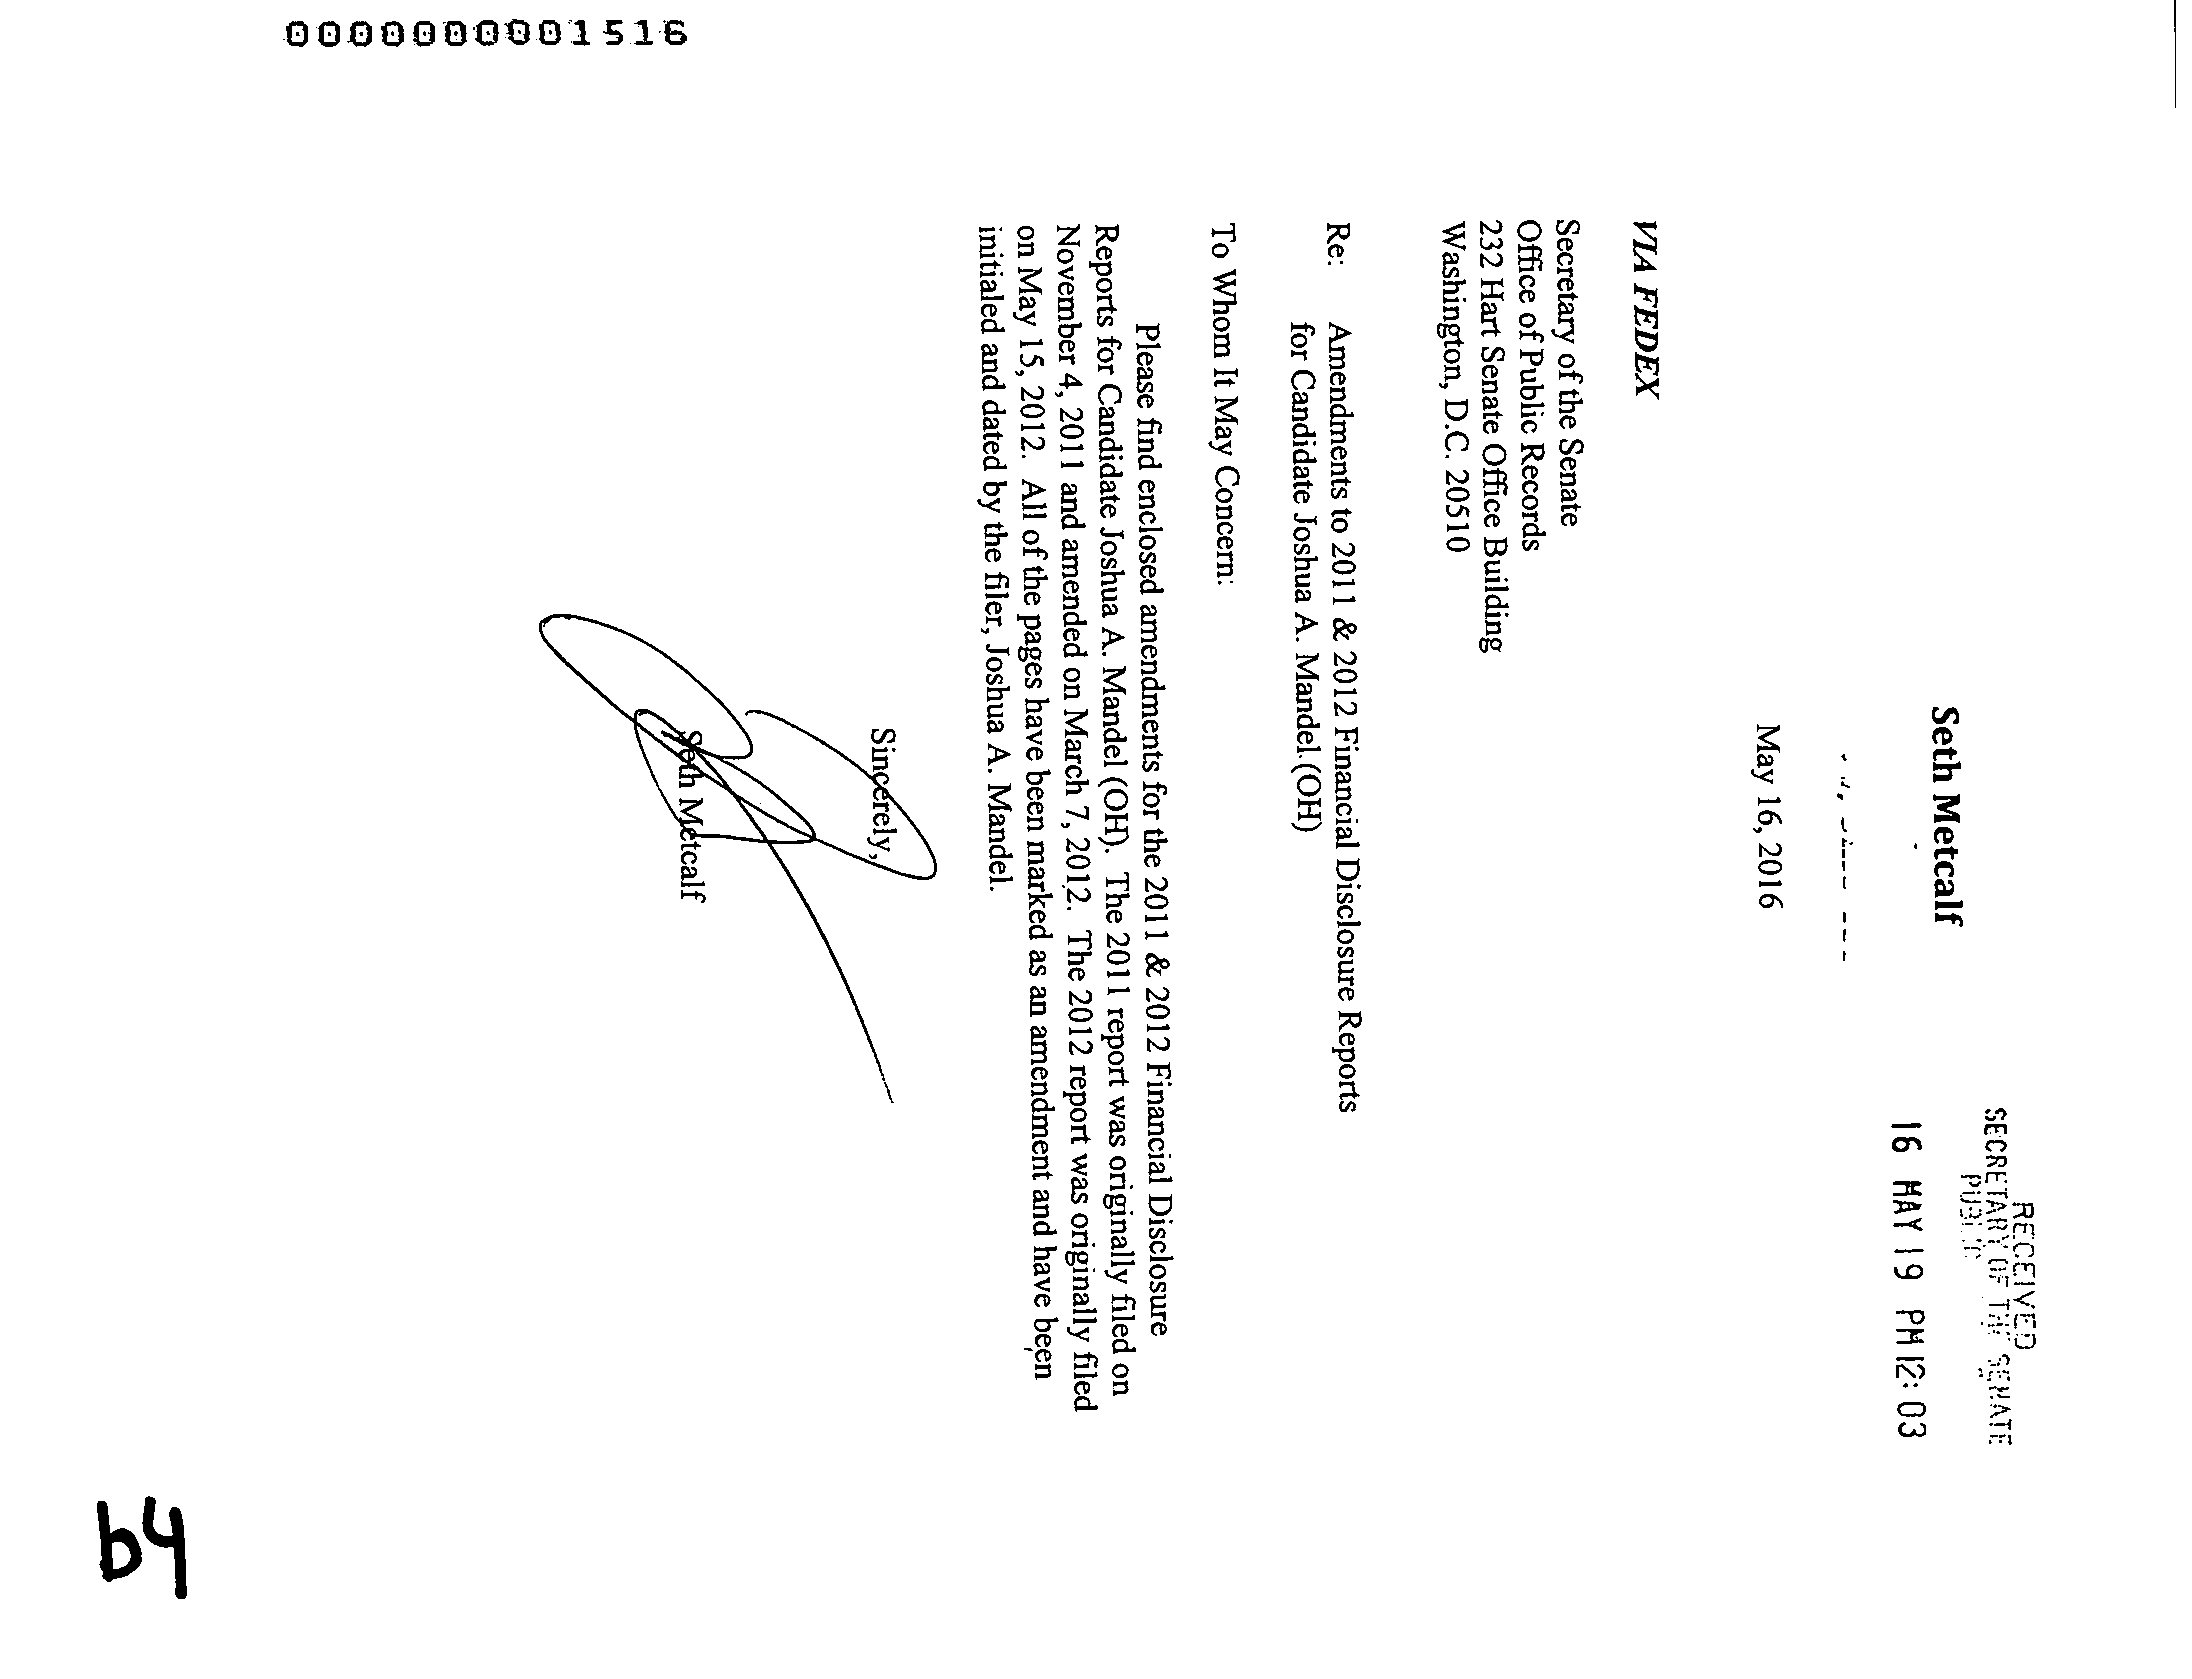 0000000001516
RECEIVED
SECRETARY OF THE SENATE
PUBLIC
16 MAY 19 PM 12: 03
Seth Metcalf
May 16, 2016
VIA FEDEX
Secretary of the Senate
Office of Public Records
232 Hart Senate Office Building
Washington, D.C. 20510
Re: Amendments to 2011 & 2012 Financial Disclosure Reports
for Candidate Joshua A. Mandel (OH)
To Whom It May Concern:
Please find enclosed amendments for the 2011 & 2012 Financial Disclosure
Reports for Candidate Joshua A. Mandel (OH). The 2011 report was originally filed on
November 4, 2011 and amended on March 7, 2012. The 2012 report was originally filed
on May 15, 2012. All of the pages have been marked as an amendment and have been
initialed and dated by the filer, Joshua A. Mandel.
Sincerely,
Seth Metcalf
b4